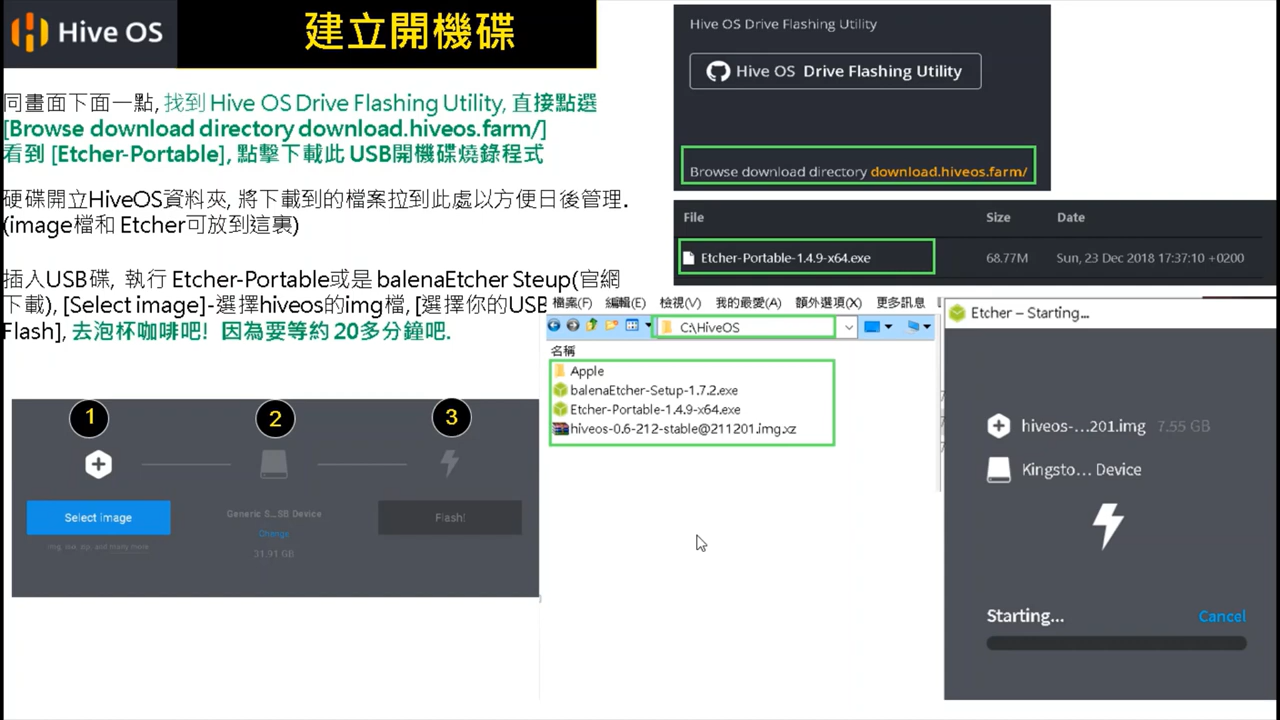 Hive OS
建立開機碟
同畫面下面一點, 找到 Hive OS Drive Flashing Utility, 直接點選
[Browse download directory download.hiveos.farm/]
看到 [Etcher-Portable], 點擊下載此 USB開機碟燒錄程式
硬碟開立HiveOS資料夾, 將下載到的檔案拉到此處以方便日後管理.
(image檔和 Etcher可放到這裏)
插入USB碟, 執行 Etcher-Portable或是 balenaEtcher Steup(官網
下載), [Select image]-選擇hiveos的img檔, [選擇你的USB
Flash], 去泡杯咖啡吧! 因為要等約 20多分鐘吧.
1
2
3
Select image
Generic S...SB Device
Flash!
Change
31.91 GB
Hive OS Drive Flashing Utility
Hive OS Drive Flashing Utility
Browse download directory download.hiveos.farm/
File Size Date
Etcher-Portable-1.4.9-x64.exe 68.77M Sun, 23 Dec 2018 17:37:10 +0200
檔案(F) 編輯(E) 檢視(V) 我的最愛(A) 額外選項(X) 更多訊息
C:\HiveOS
名稱
Apple
balenaEtcher-Setup-1.7.2.exe
Etcher-Portable-1.4.9-x64.exe
hiveos-0.6-212-stable@211201.img.xz
Etcher – Starting...
hiveos-...201.img 7.55 GB
Kingsto... Device
Starting...
Cancel